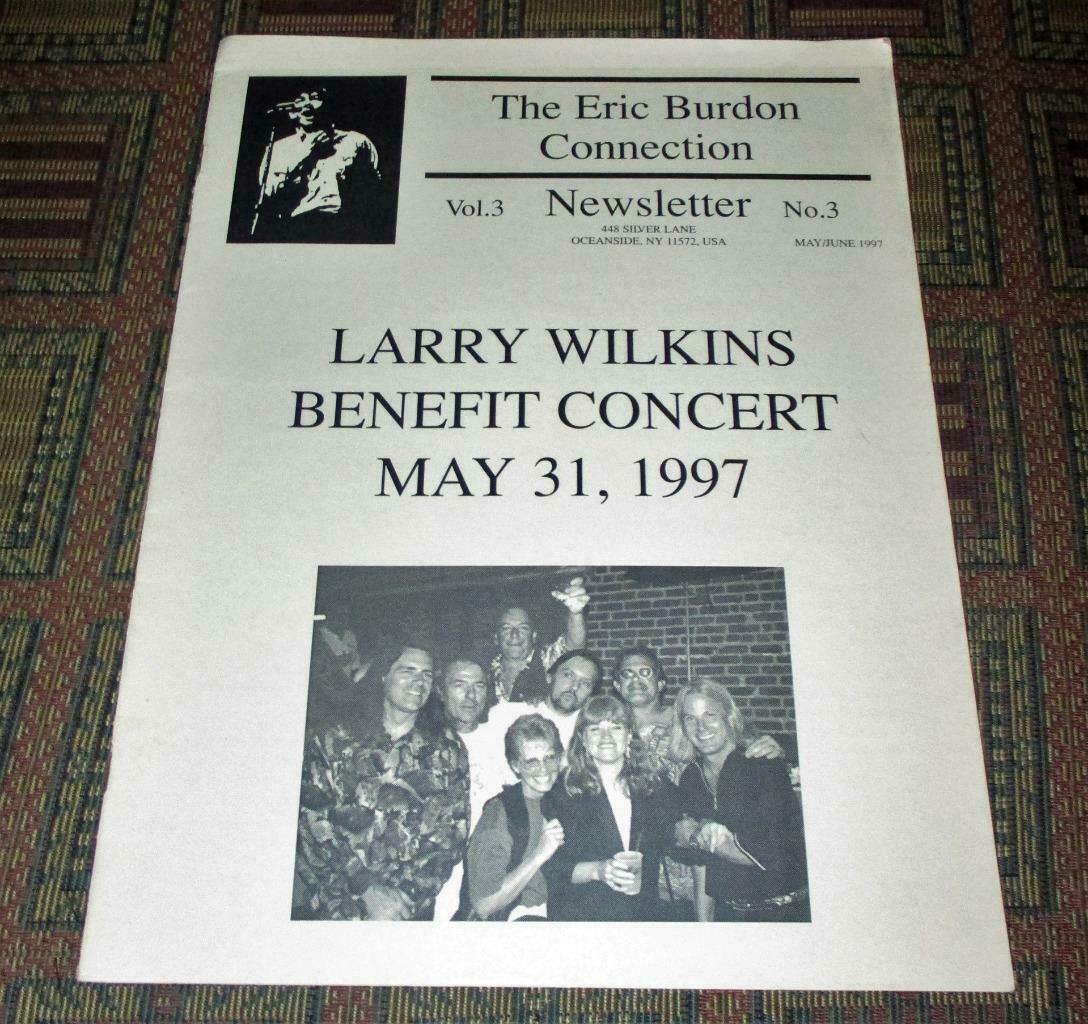 The Eric Burdon
Connection
Vol.3 Newsletter No.3
448 SILVER LANE
OCEANSIDE, NY 11572, USA MAY/JUNE 1997
LARRY WILKINS
BENEFIT CONCERT
MAY 31, 1997